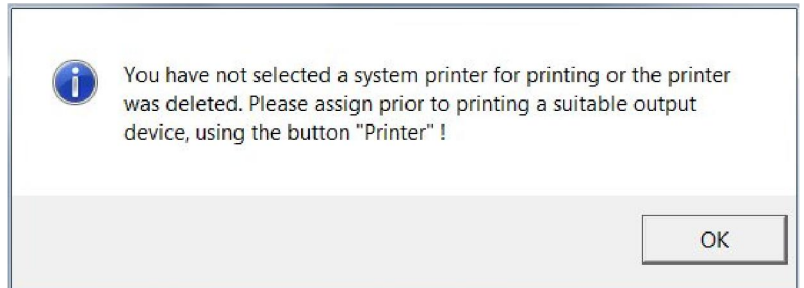 You have not selected a system printer for printing or the printer
was deleted. Please assign prior to printing a suitable output
device, using the button "Printer" !
OK